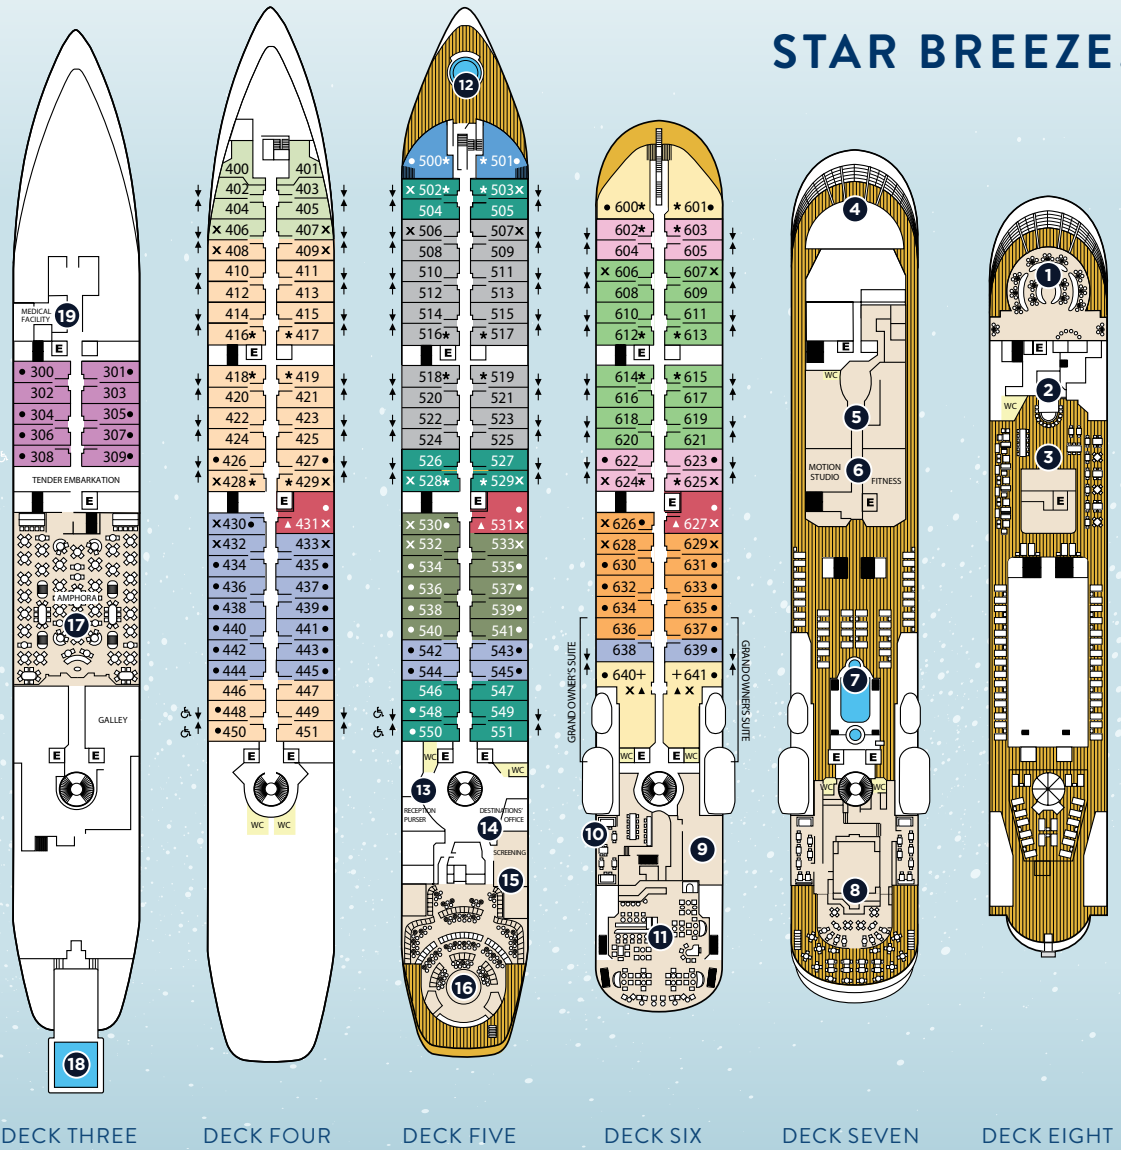 STAR BREEZE
12
500* *501
502* *503
504 505
506 507
508 509
510 511
512 513
514 515
516* *517
E
518* *519
520 521
522 523
524 525
526 527
528* *529
E
530 531
532 533
534 535
536 537
538 539
540 541
542 543
544 545
546 547
548 549
550 551
WC E E WC
13
RECEPTION
PURSER
DESTINATIONS'
OFFICE
14
SCREENING
15
16
DECK FIVE
400 401
402 403
404 405
406 407
408 409
410 411
412 413
414 415
416* *417
E
418* *419
420 421
422 423
424 425
426 427
428* *429
E
430 431
432 433
434 435
436 437
438 439
440 441
442 443
444 445
446 447
448 449
450 451
E E
WC WC
DECK FOUR
MEDICAL
FACILITY
19
E
300 301
302 303
304 305
306 307
308 309
TENDER EMBARKATION
E
AMPHORA
17
GALLEY
E E
18
DECK THREE
600* *601
602* *603
604 605
606 607
608 609
610 611
612* *613
E
614* *615
616 617
618 619
620 621
622 623
624* *625
E
626 627
628 629
630 631
632 633
634 635
636 637
638 639
640+ +641
GRAND OWNER'S SUITE
GRAND OWNER'S SUITE
WC E E WC
10
9
11
DECK SIX
4
E
WC
5
MOTION
STUDIO
6
FITNESS
E
7
E E
WC WC
8
DECK SEVEN
1
E
2
WC
3
E
DECK EIGHT